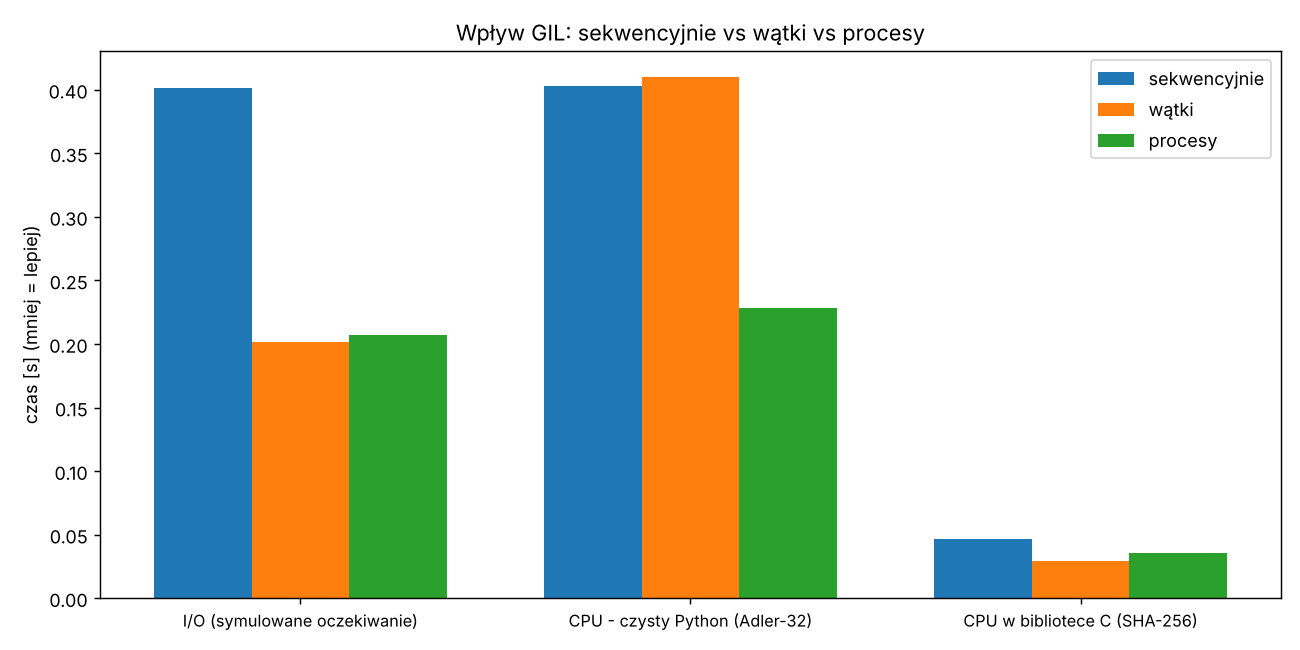 Wpływ GIL: sekwencyjnie vs wątki vs procesy
sekwencyjnie
wątki
procesy
czas [s] (mniej = lepiej)
0.40
0.35
0.30
0.25
0.20
0.15
0.10
0.05
0.00
I/O (symulowane oczekiwanie)
CPU - czysty Python (Adler-32)
CPU w bibliotece C (SHA-256)